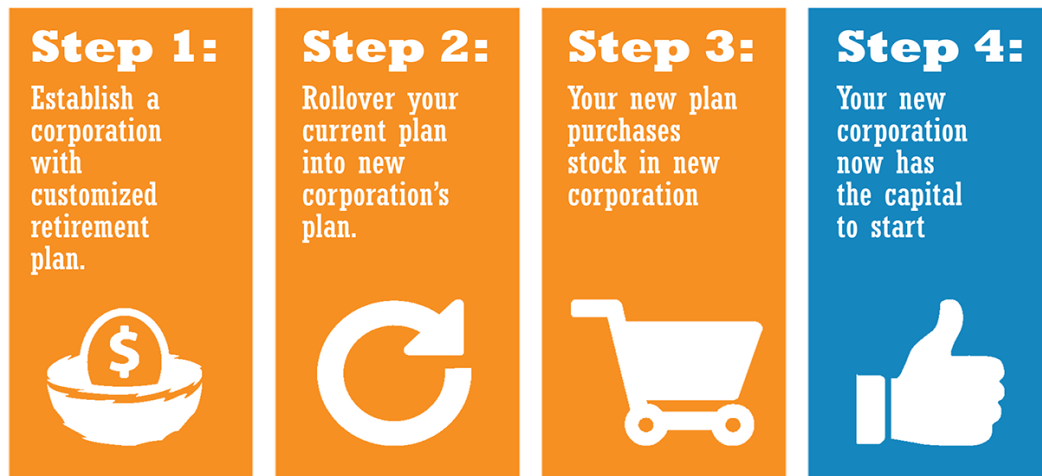 Step 1:
Establish a
corporation
with
customized
retirement
plan.
$
Step 2:
Rollover your
current plan
into new
corporation's
plan.
Step 3:
Your new plan
purchases
stock in new
corporation
Step 4:
Your new
corporation
now has
the capital
to start